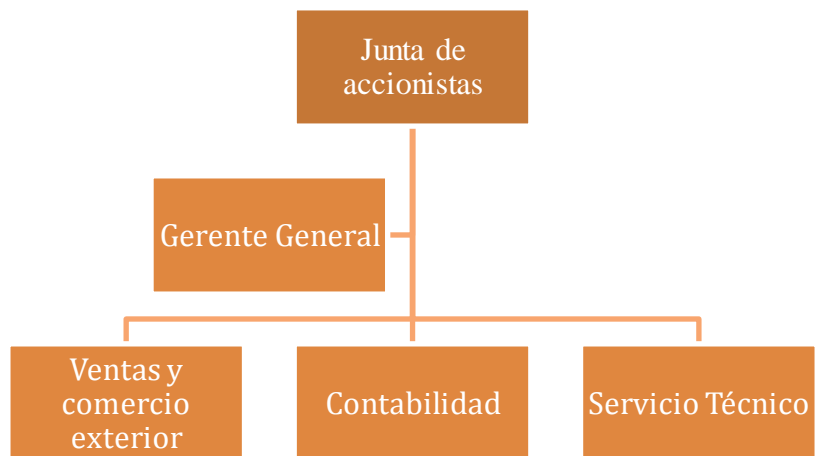 Junta de
accionistas
Gerente General
Ventas y
comercio
exterior
Contabilidad
Servicio Técnico